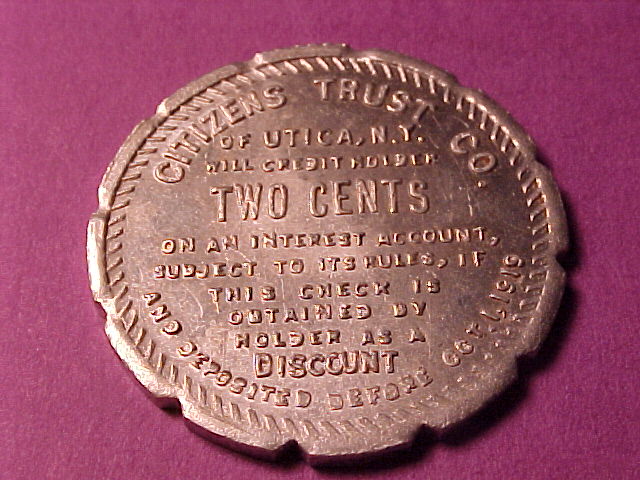 CITIZENS TRUST CO.
OF UTICA, N.Y.
WILL CREDIT HOLDER
TWO CENTS
ON AN INTEREST ACCOUNT,
SUBJECT TO ITS RULES, IF
THIS CHECK IS
OBTAINED BY
HOLDER AS A
DISCOUNT
AND DEPOSITED BEFORE OCT. 1, 1919